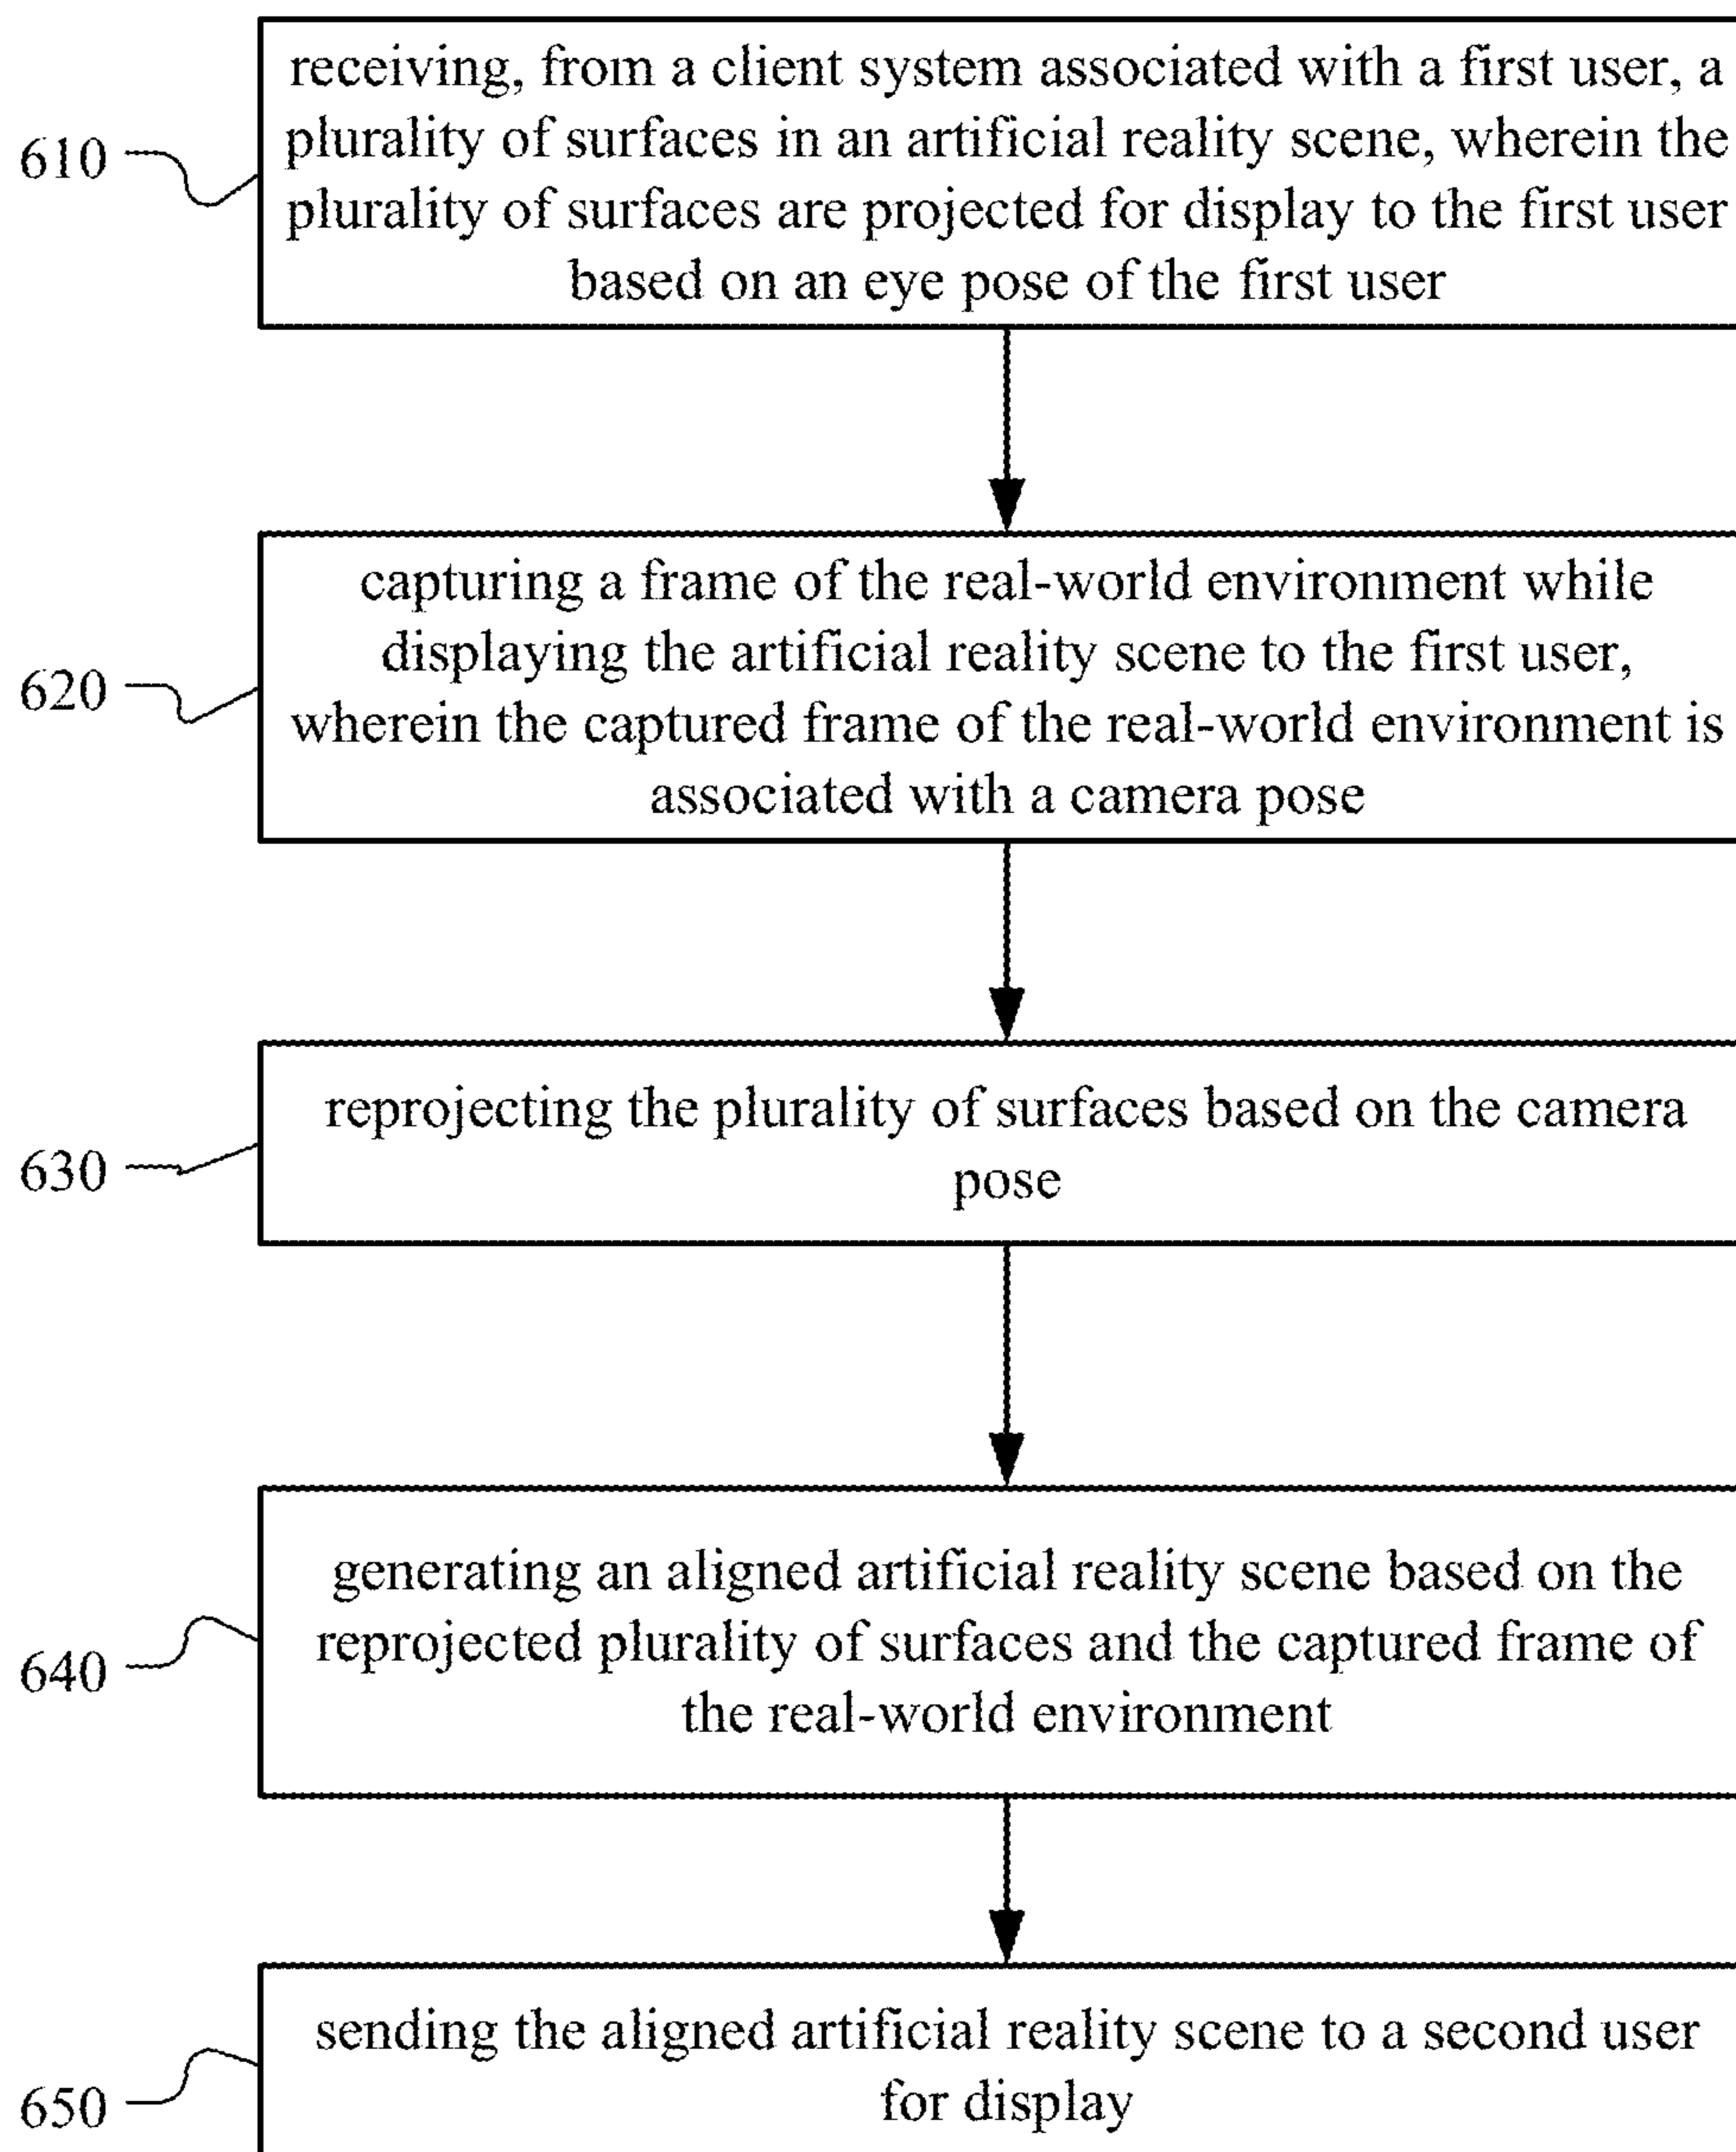 receiving, from a client system associated with a first user, a
plurality of surfaces in an artificial reality scene, wherein the
plurality of surfaces are projected for display to the first user
based on an eye pose of the first user
610
capturing a frame of the real-world environment while
displaying the artificial reality scene to the first user,
wherein the captured frame of the real-world environment is
associated with a camera pose
620
reprojecting the plurality of surfaces based on the camera
pose
630
generating an aligned artificial reality scene based on the
reprojected plurality of surfaces and the captured frame of
the real-world environment
640
sending the aligned artificial reality scene to a second user
for display
650